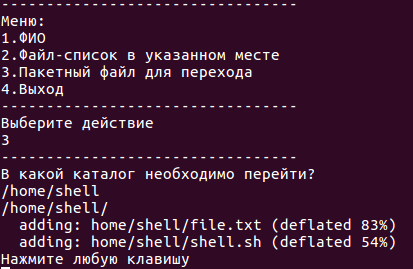 ---------------------------------
Меню:
1.ФИО
2.Файл-список в указанном месте
3.Пакетный файл для перехода
4.Выход
---------------------------------
Выберите действие
3
---------------------------------
В какой каталог необходимо перейти?
/home/shell
/home/shell/
  adding: home/shell/file.txt (deflated 83%)
  adding: home/shell/shell.sh (deflated 54%)
Нажмите любую клавишу